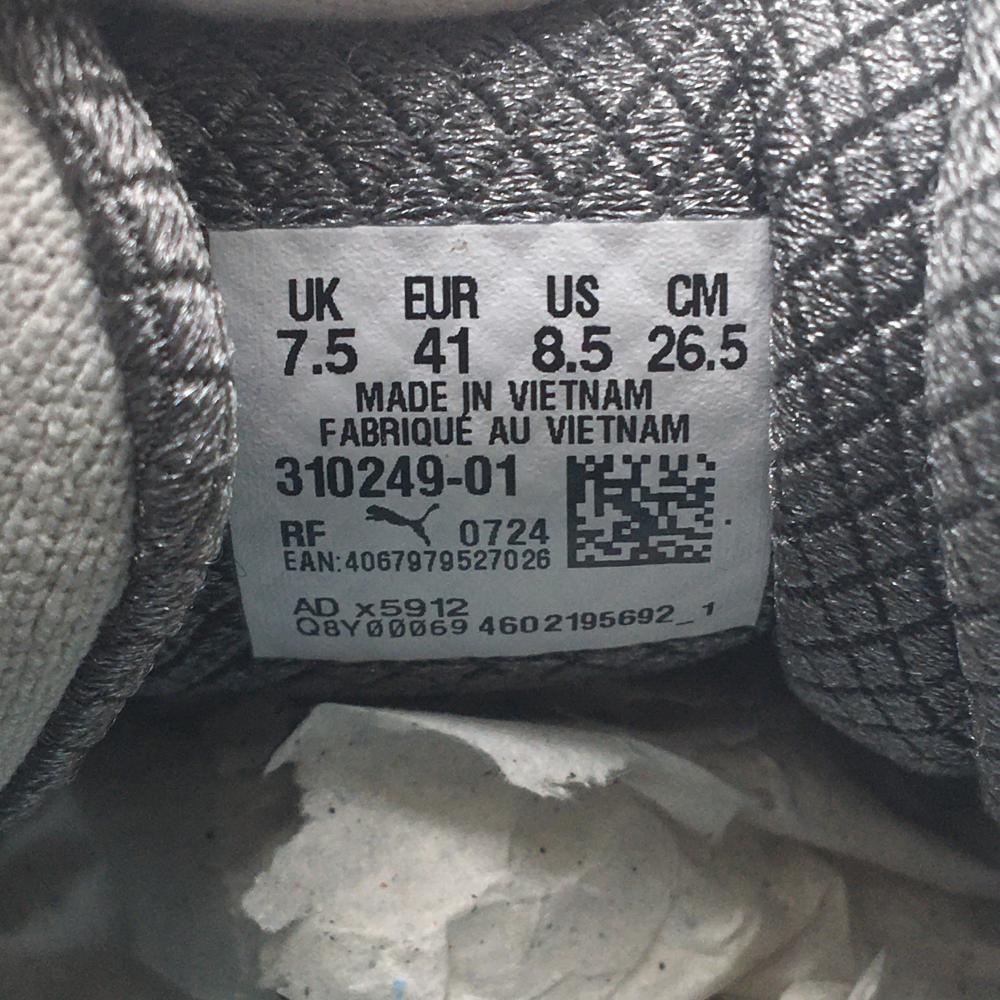 UK EUR US CM
7.5 41 8.5 26.5
MADE IN VIETNAM
FABRIQUÉ AU VIETNAM
310249-01
RF 0724
EAN:4067979527026
AD x5912
Q8Y00069 4602195692_1